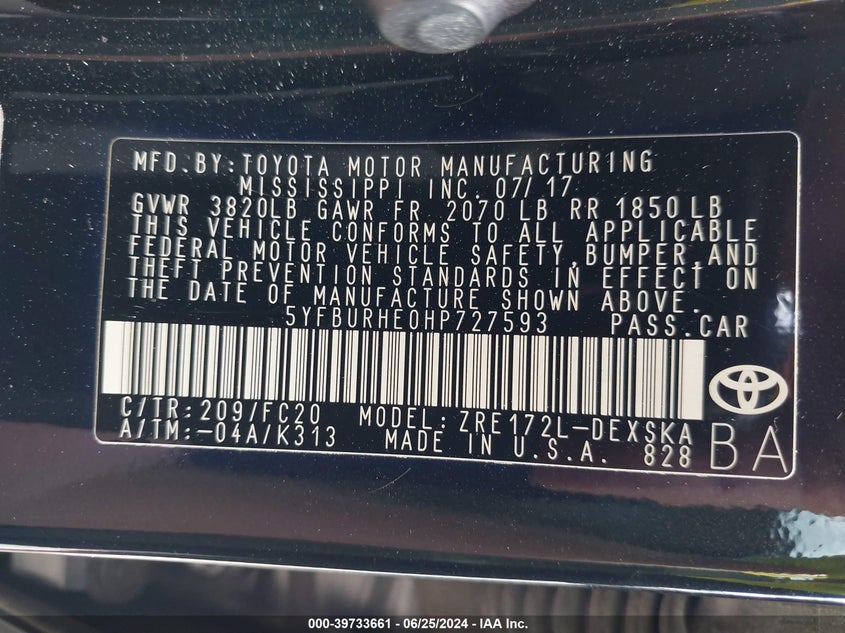 MFD.BY:TOYOTA MOTOR MANUFACTURING
MISSISSIPPI INC. 07/17
GVWR 3820LB GAWR FR 2070 LB RR 1850 LB
THIS VEHICLE CONFORMS TO ALL APPLICABLE
FEDERAL MOTOR VEHICLE SAFETY,BUMPER,AND
THEFT PREVENTION STANDARDS IN EFFECT ON
THE DATE OF MANUFACTURE SHOWN ABOVE.
5YFBURHE0HP727593 PASS.CAR
C/TR:209/FC20 MODEL:ZRE172L-DEXSKA
A/TM:-04A/K313 MADE IN U.S.A. 828 BA
000-39733661 - 06/25/2024 - IAA Inc.